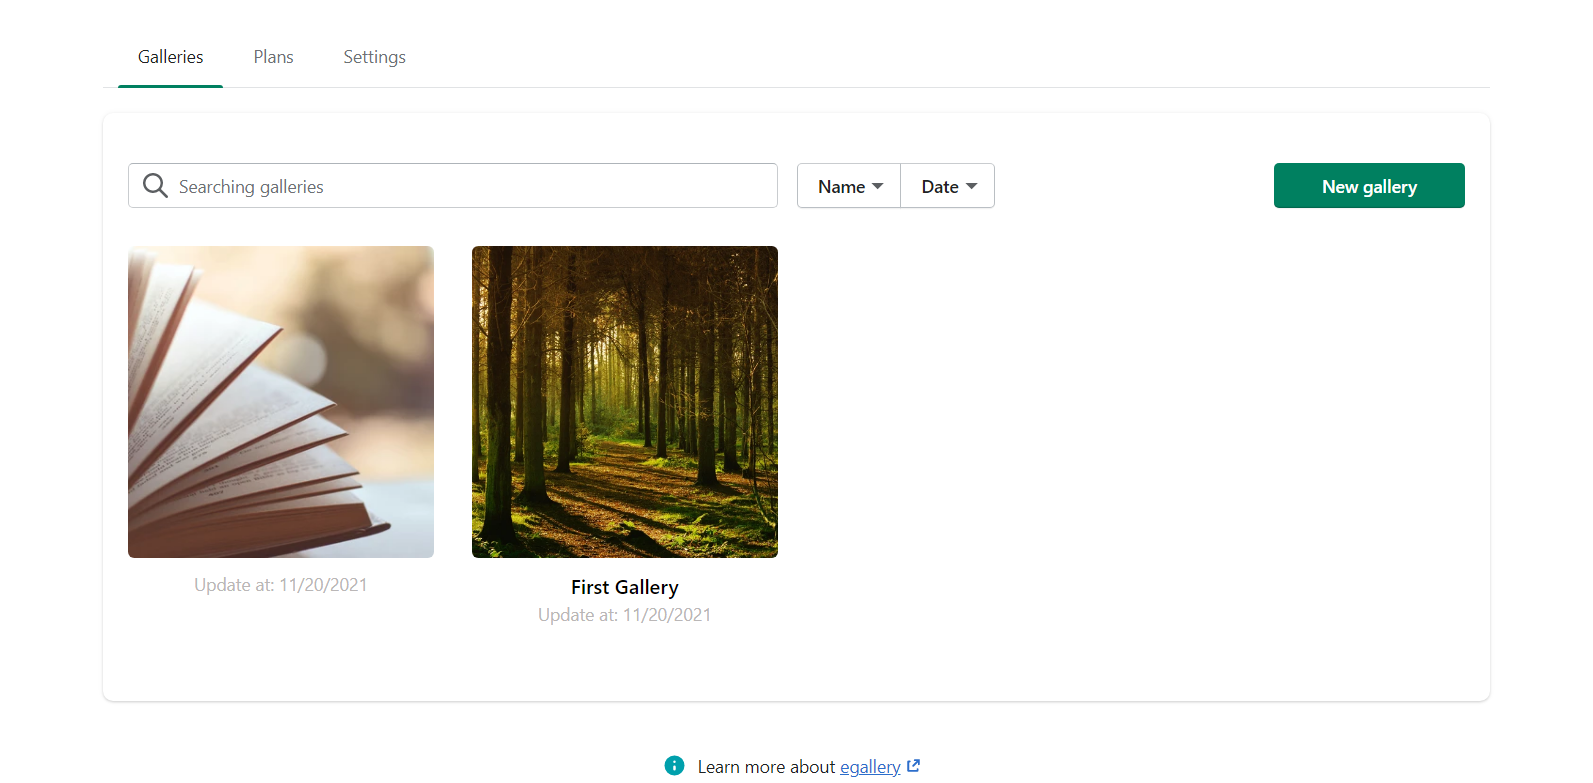 Galleries Plans Settings
Searching galleries Name Date New gallery
Update at: 11/20/2021
First Gallery
Update at: 11/20/2021
Learn more about egallery